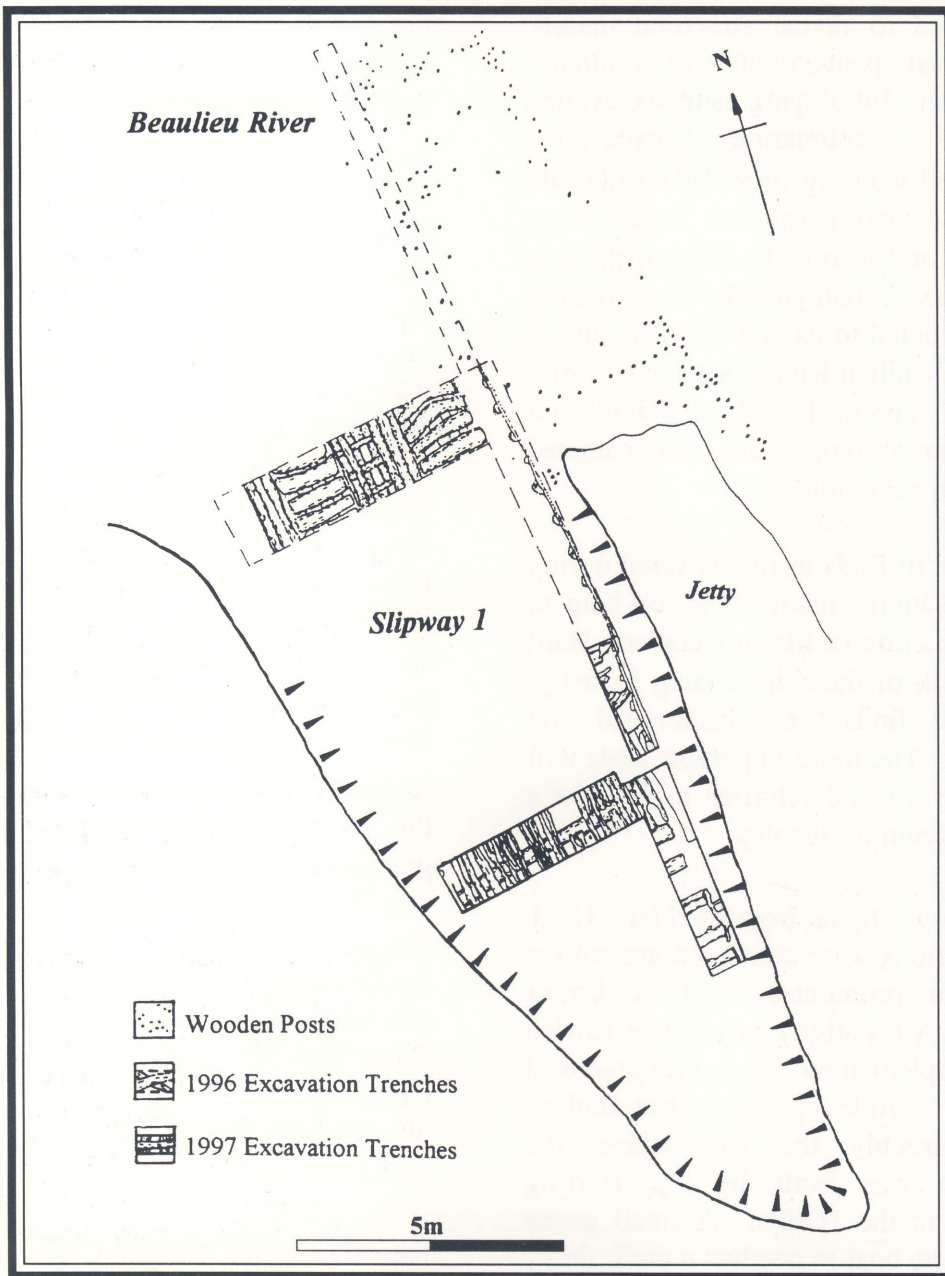 N
Beaulieu River
Jetty
Slipway 1
Wooden Posts
1996 Excavation Trenches
1997 Excavation Trenches
5m